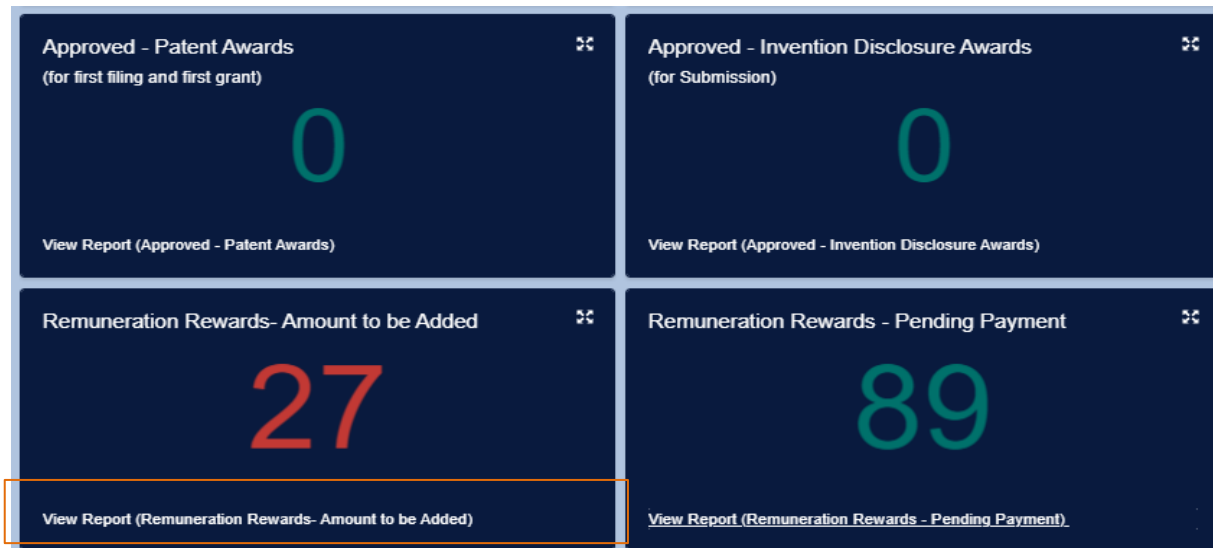 Approved - Patent Awards
(for first filing and first grant)
0
View Report (Approved - Patent Awards)
Approved - Invention Disclosure Awards
(for Submission)
0
View Report (Approved - Invention Disclosure Awards)
Remuneration Rewards- Amount to be Added
27
View Report (Remuneration Rewards- Amount to be Added)
Remuneration Rewards - Pending Payment
89
View Report (Remuneration Rewards - Pending Payment)